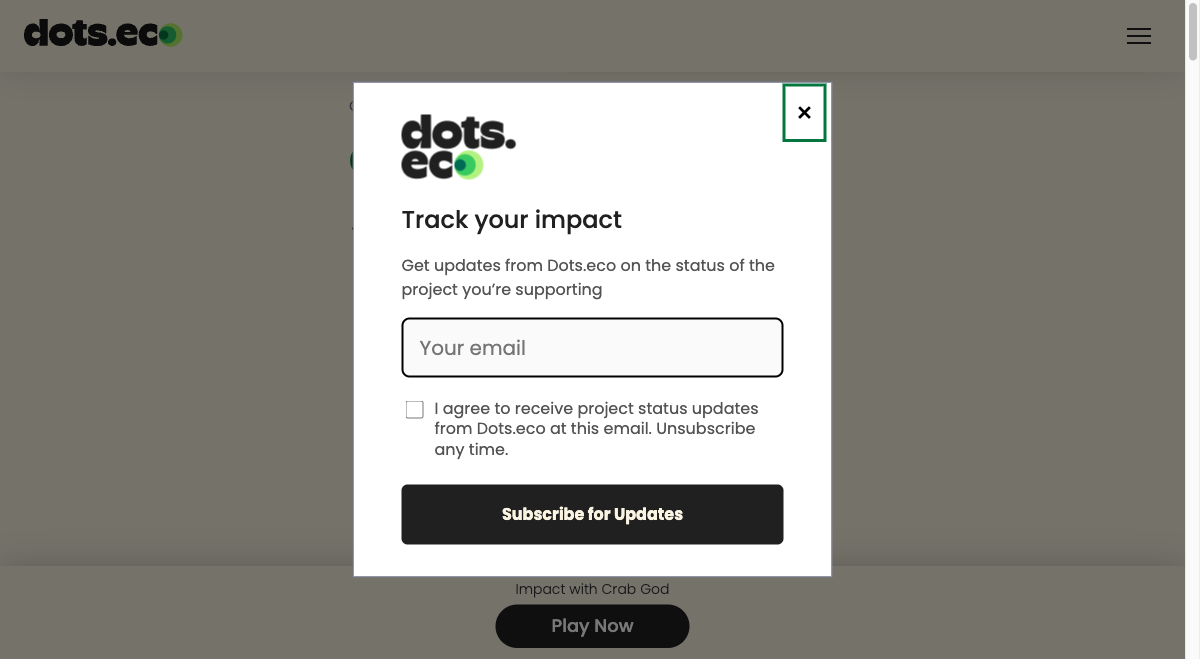 dots.eco
×
dots.
eco
Track your impact
Get updates from Dots.eco on the status of the
project you’re supporting
Your email
I agree to receive project status updates
from Dots.eco at this email. Unsubscribe
any time.
Subscribe for Updates
Impact with Crab God
Play Now